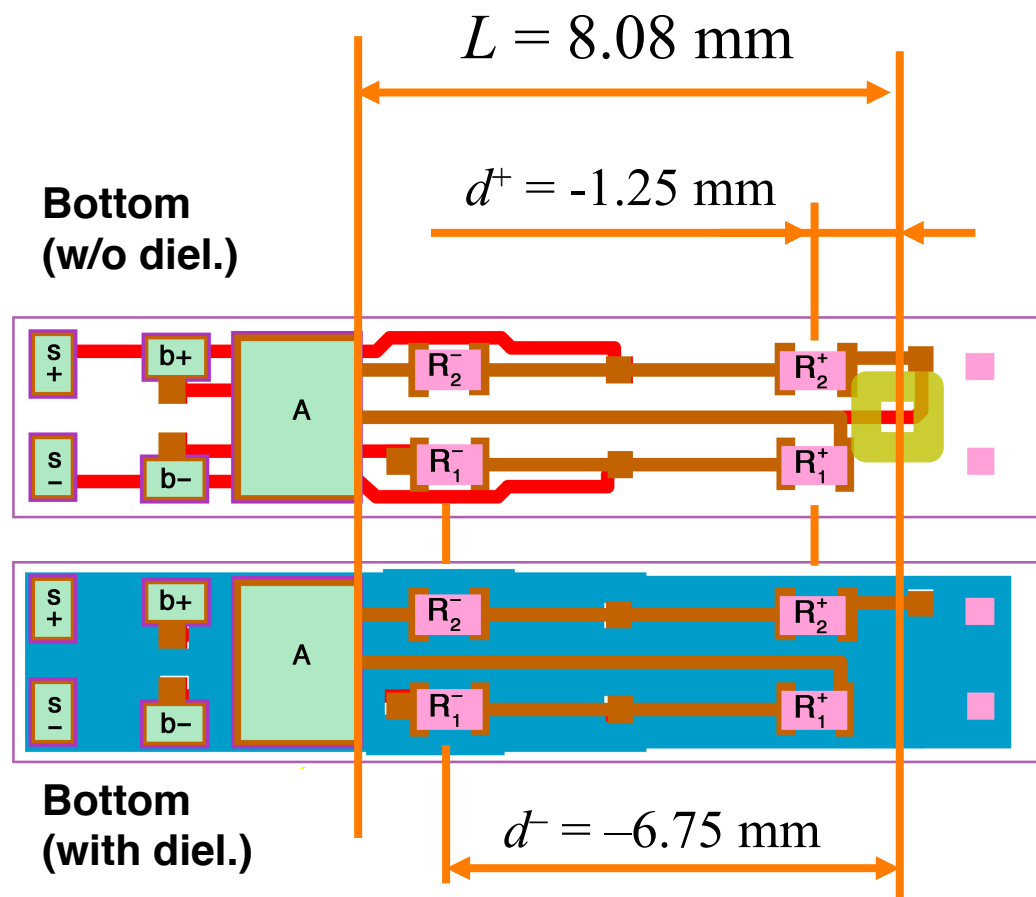 L = 8.08 mm
d+ = -1.25 mm
Bottom
(w/o diel.)
s
+
b+
A
R2−
R2+
s
−
b−
R1−
R1+
s
+
b+
A
R2−
R2+
s
−
b−
R1−
R1+
Bottom
(with diel.)
d− = –6.75 mm